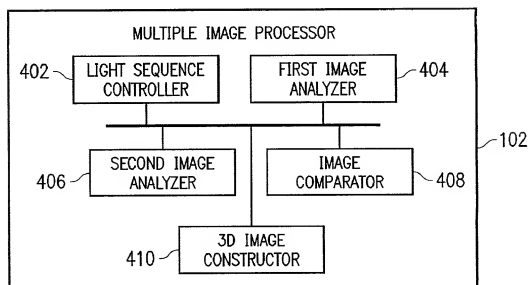 MULTIPLE IMAGE PROCESSOR
402
LIGHT SEQUENCE
CONTROLLER
FIRST IMAGE
ANALYZER
404
406
SECOND IMAGE
ANALYZER
IMAGE
COMPARATOR
408
102
410
3D IMAGE
CONSTRUCTOR